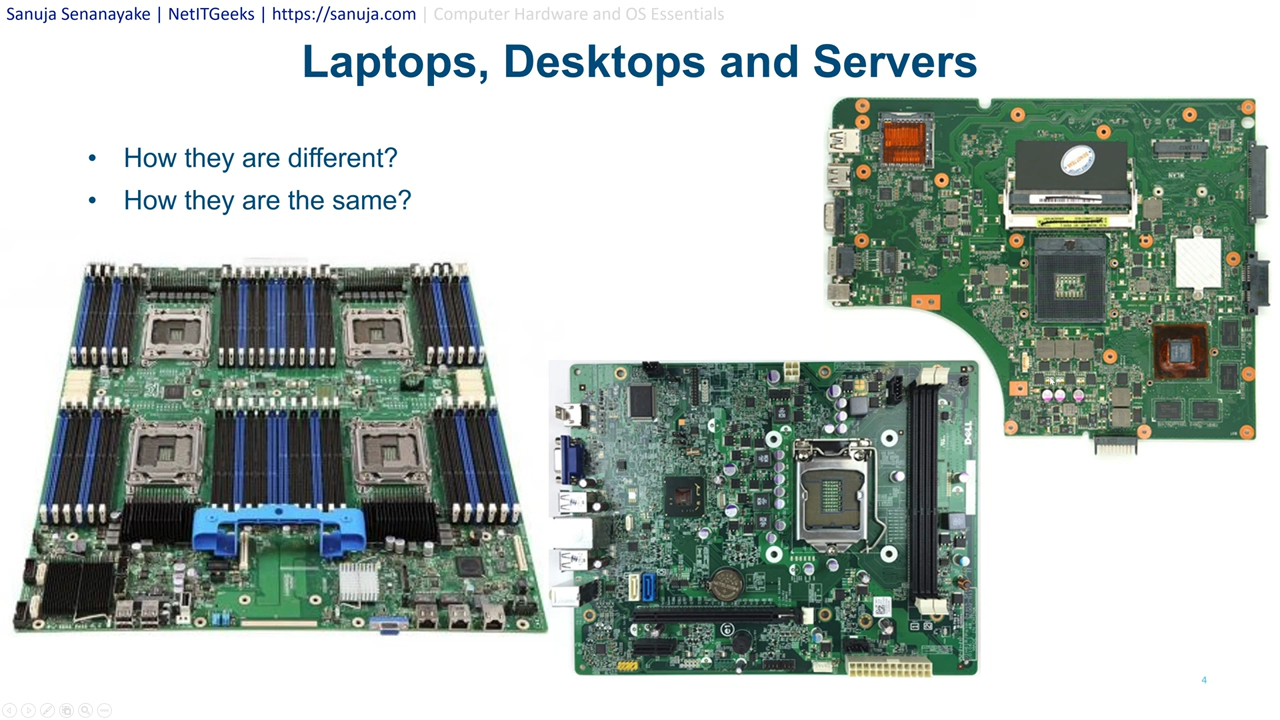 Sanuja Senanayake | NetITGeeks | https://sanuja.com | Computer Hardware and OS Essentials
Laptops, Desktops and Servers
• How they are different?
• How they are the same?
DELL
4